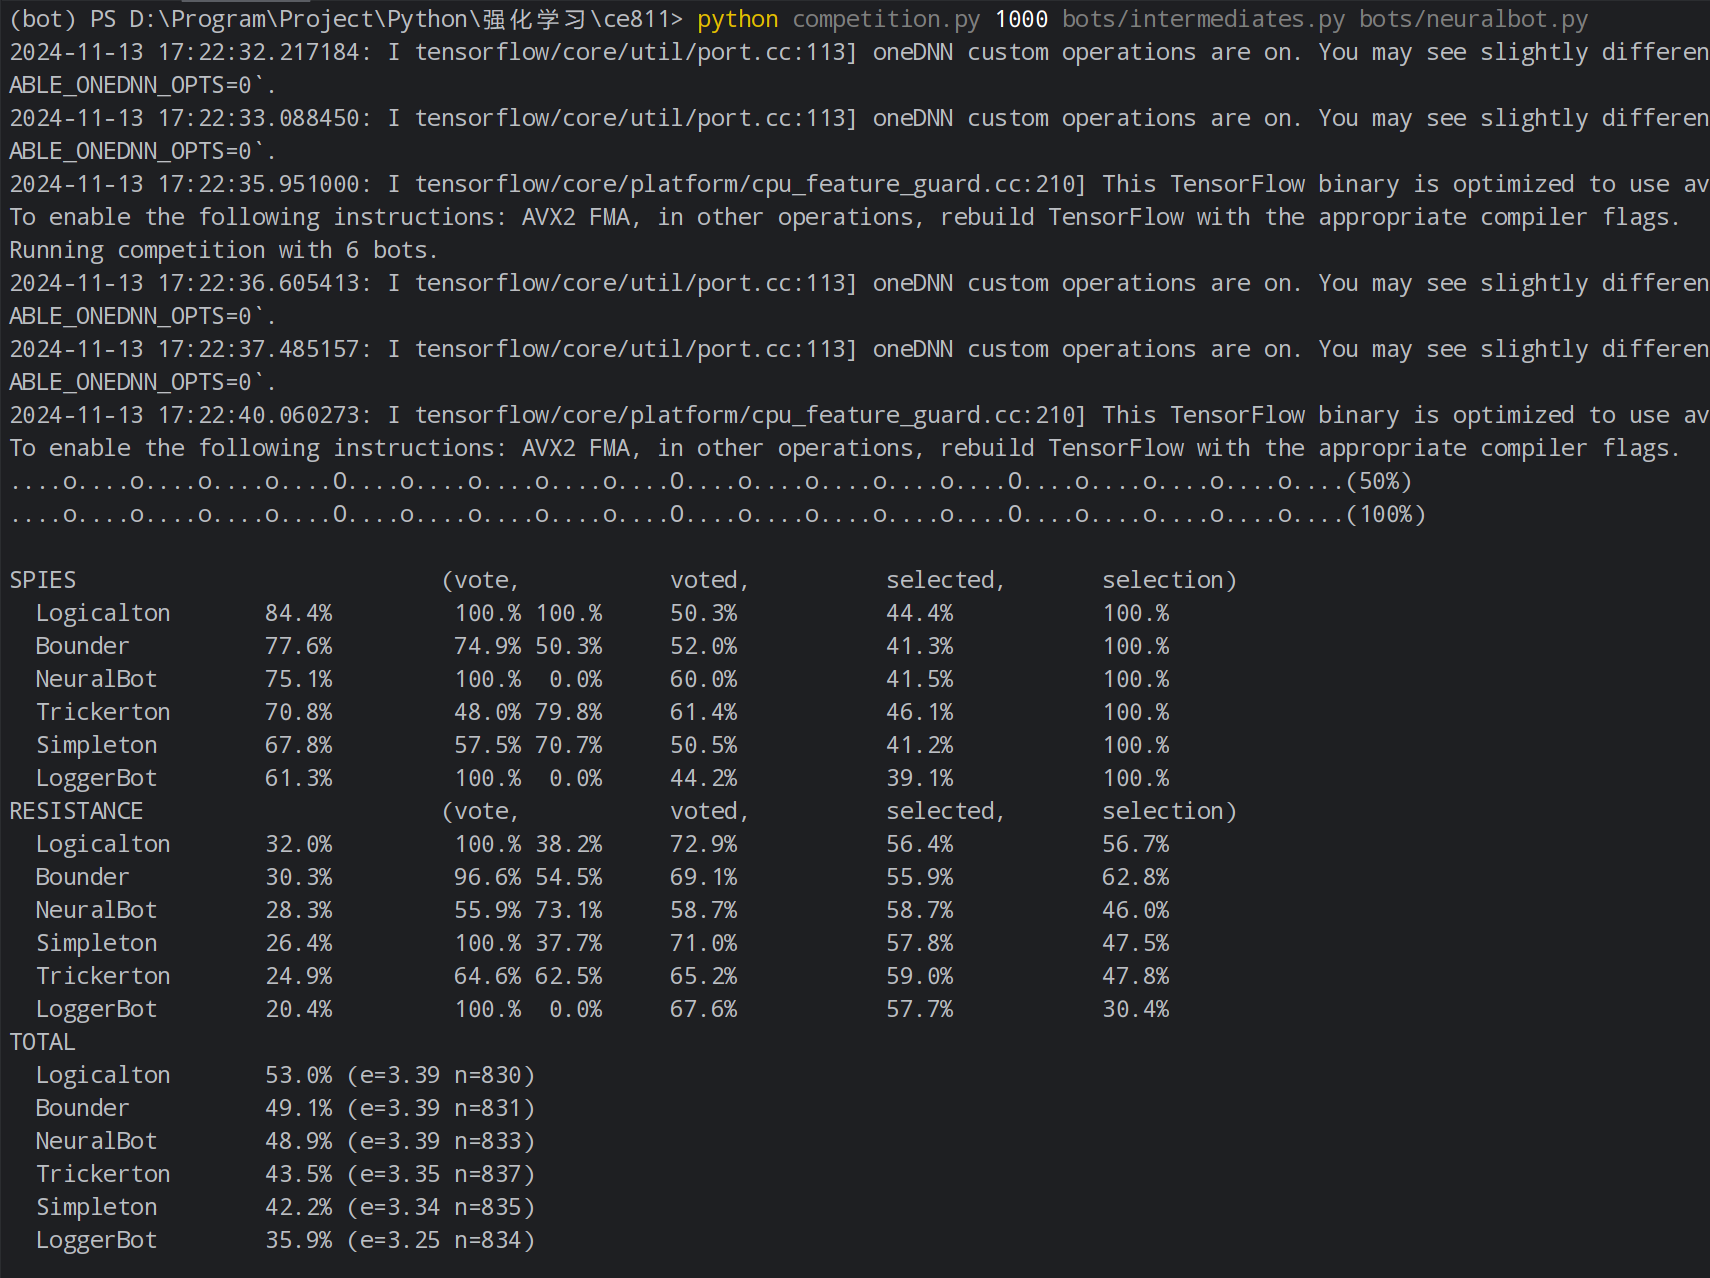 (bot) PS D:\Program\Project\Python\强化学习\ce811> python competition.py 1000 bots/intermediates.py bots/neuralbot.py
2024-11-13 17:22:32.217184: I tensorflow/core/util/port.cc:113] oneDNN custom operations are on. You may see slightly differen
ABLE_ONEDNN_OPTS=0`.
2024-11-13 17:22:33.088450: I tensorflow/core/util/port.cc:113] oneDNN custom operations are on. You may see slightly differen
ABLE_ONEDNN_OPTS=0`.
2024-11-13 17:22:35.951000: I tensorflow/core/platform/cpu_feature_guard.cc:210] This TensorFlow binary is optimized to use av
To enable the following instructions: AVX2 FMA, in other operations, rebuild TensorFlow with the appropriate compiler flags.
Running competition with 6 bots.
2024-11-13 17:22:36.605413: I tensorflow/core/util/port.cc:113] oneDNN custom operations are on. You may see slightly differen
ABLE_ONEDNN_OPTS=0`.
2024-11-13 17:22:37.485157: I tensorflow/core/util/port.cc:113] oneDNN custom operations are on. You may see slightly differen
ABLE_ONEDNN_OPTS=0`.
2024-11-13 17:22:40.060273: I tensorflow/core/platform/cpu_feature_guard.cc:210] This TensorFlow binary is optimized to use av
To enable the following instructions: AVX2 FMA, in other operations, rebuild TensorFlow with the appropriate compiler flags.
....o....o....o....o....O....o....o....o....o....O....o....o....o....o....O....o....o....o....o....(50%)
....o....o....o....o....O....o....o....o....o....O....o....o....o....o....O....o....o....o....o....(100%)
SPIES (vote, voted, selected, selection)
Logicalton 84.4% 100.% 100.% 50.3% 44.4% 100.%
Bounder 77.6% 74.9% 50.3% 52.0% 41.3% 100.%
NeuralBot 75.1% 100.% 0.0% 60.0% 41.5% 100.%
Trickerton 70.8% 48.0% 79.8% 61.4% 46.1% 100.%
Simpleton 67.8% 57.5% 70.7% 50.5% 41.2% 100.%
LoggerBot 61.3% 100.% 0.0% 44.2% 39.1% 100.%
RESISTANCE (vote, voted, selected, selection)
Logicalton 32.0% 100.% 38.2% 72.9% 56.4% 56.7%
Bounder 30.3% 96.6% 54.5% 69.1% 55.9% 62.8%
NeuralBot 28.3% 55.9% 73.1% 58.7% 58.7% 46.0%
Simpleton 26.4% 100.% 37.7% 71.0% 57.8% 47.5%
Trickerton 24.9% 64.6% 62.5% 65.2% 59.0% 47.8%
LoggerBot 20.4% 100.% 0.0% 67.6% 57.7% 30.4%
TOTAL
Logicalton 53.0% (e=3.39 n=830)
Bounder 49.1% (e=3.39 n=831)
NeuralBot 48.9% (e=3.39 n=833)
Trickerton 43.5% (e=3.35 n=837)
Simpleton 42.2% (e=3.34 n=835)
LoggerBot 35.9% (e=3.25 n=834)